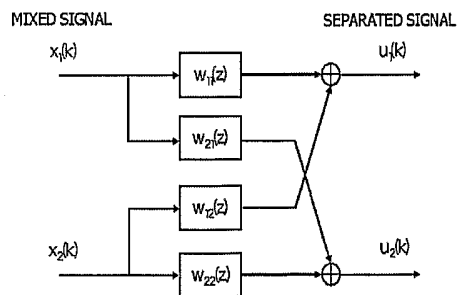 MIXED SIGNAL SEPARATED SIGNAL
x1(k) w11(z) u1(k)
w21(z)
w12(z)
x2(k) w22(z) u2(k)